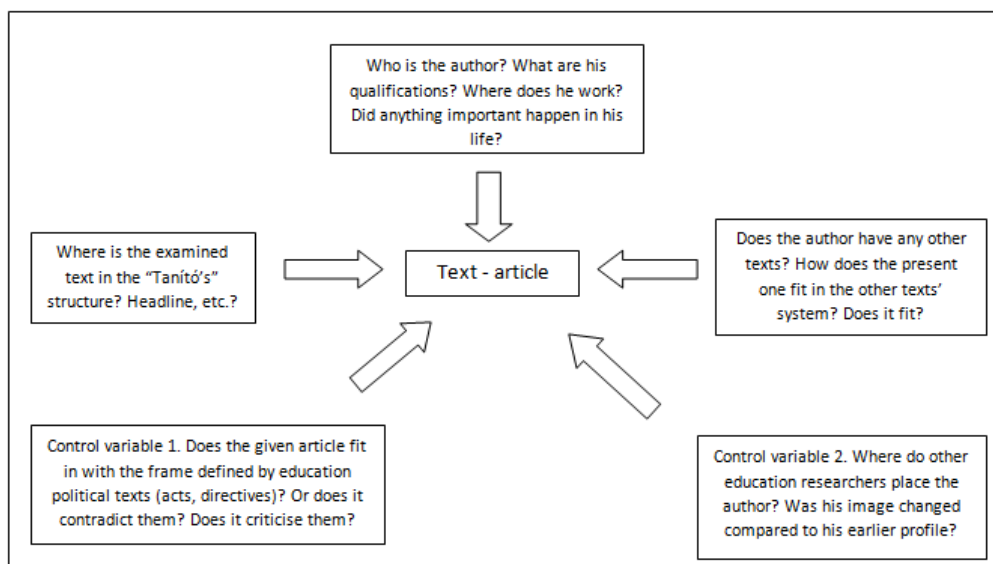 Who is the author? What are his
qualifications? Where does he work?
Did anything important happen in his
life?
Where is the examined
text in the “Tanító’s”
structure? Headline, etc.?
Text - article
Does the author have any other
texts? How does the present
one fit in the other texts’
system? Does it fit?
Control variable 1. Does the given article fit
in with the frame defined by education
political texts (acts, directives)? Or does it
contradict them? Does it criticise them?
Control variable 2. Where do other
education researchers place the
author? Was his image changed
compared to his earlier profile?